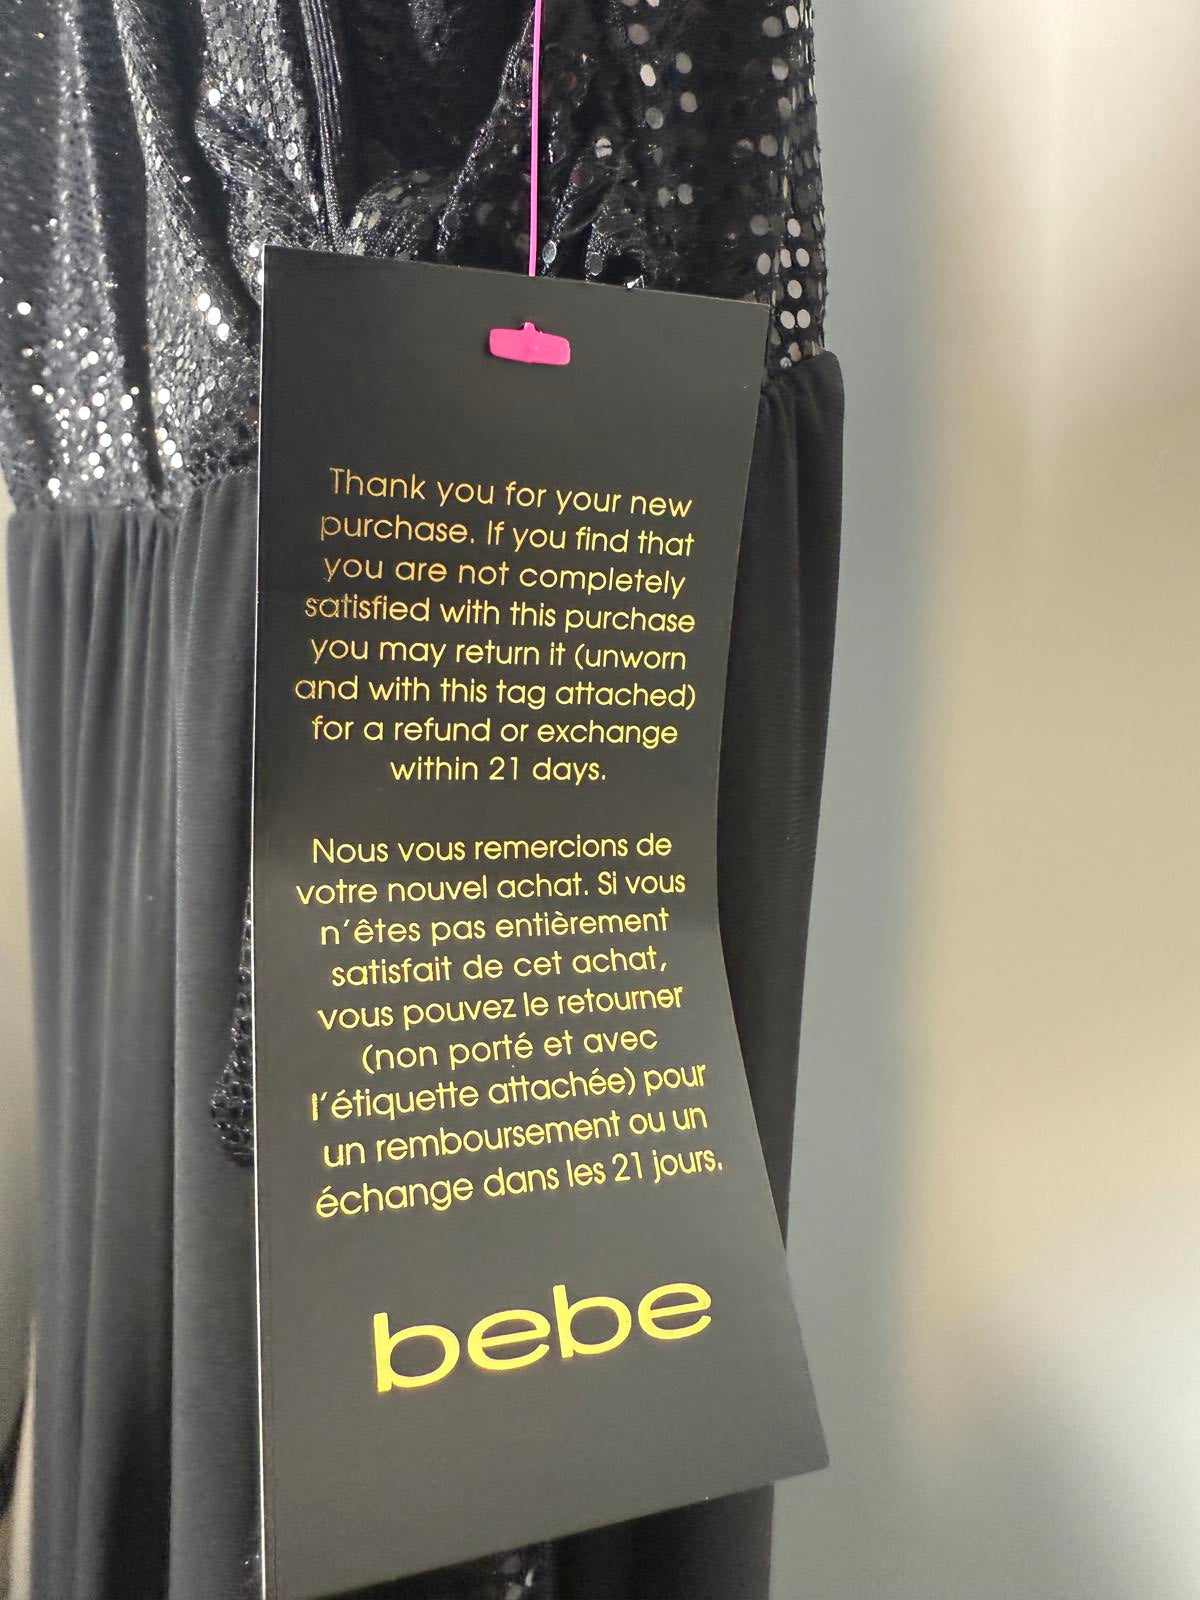 Thank you for your new
purchase. If you find that
you are not completely
satisfied with this purchase
you may return it (unworn
and with this tag attached)
for a refund or exchange
within 21 days.
Nous vous remercions de
votre nouvel achat. Si vous
n'êtes pas entièrement
satisfait de cet achat,
vous pouvez le retourner
(non porté et avec
l'étiquette attachée) pour
un remboursement ou un
échange dans les 21 jours.
bebe